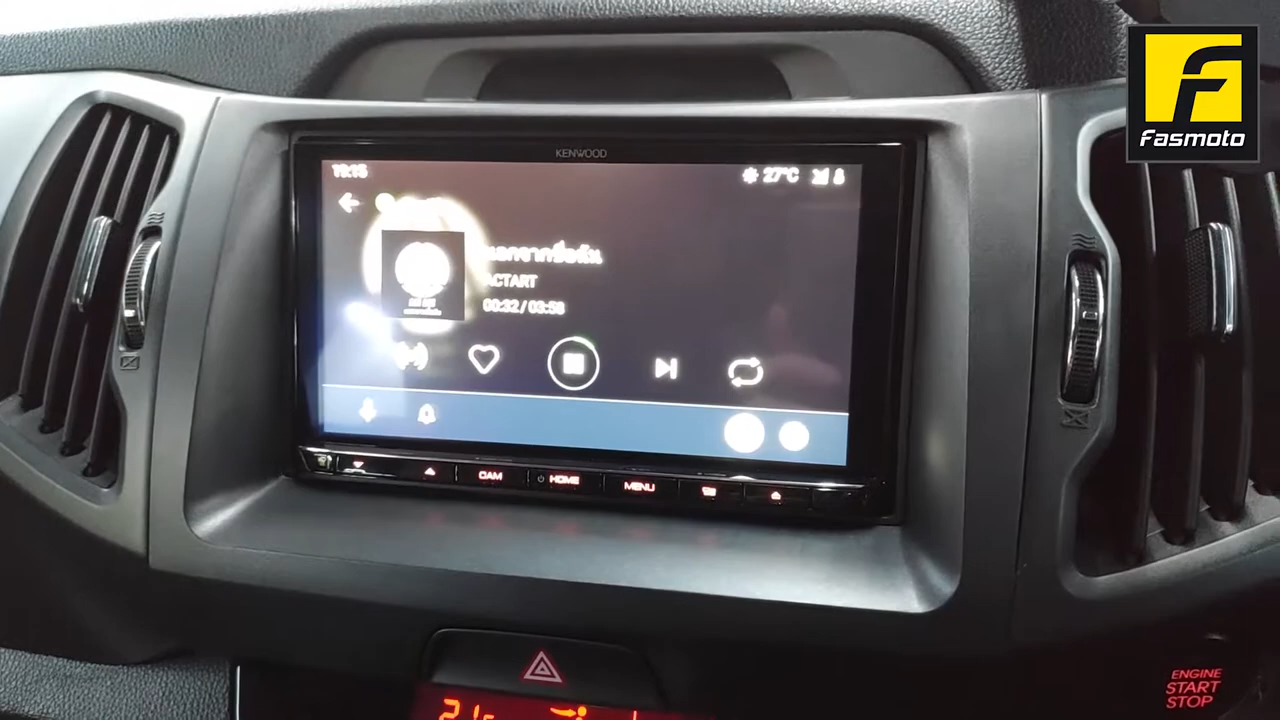 Fasmoto
KENWOOD
27°C
ACTART
00:32 / 03:58
CAM
HOME
MENU
ENGINE
START
STOP